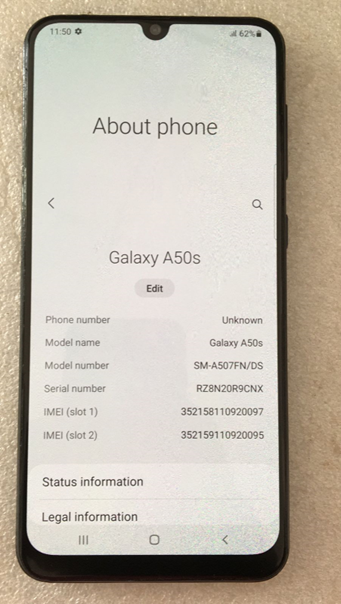 11:50 62%
About phone
Galaxy A50s
Edit
Phone number Unknown
Model name Galaxy A50s
Model number SM-A507FN/DS
Serial number RZ8N20R9CNX
IMEI (slot 1) 352158110920097
IMEI (slot 2) 352159110920095
Status information
Legal information